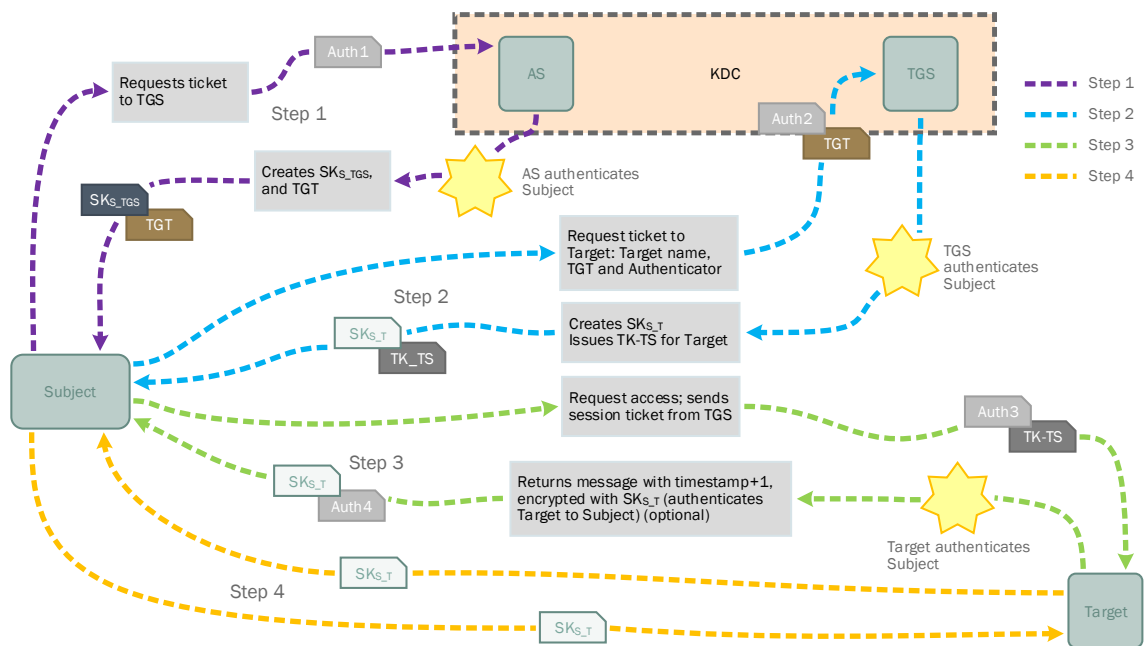 Auth1
AS
KDC
TGS
Requests ticket
to TGS
Step 1
Step 1
Step 2
Step 3
Step 4
Auth2
TGT
Creates SKS_TGS,
and TGT
AS authenticates
Subject
SKS_TGS
TGT
Request ticket to
Target: Target name,
TGT and Authenticator
TGS
authenticates
Subject
Step 2
SKS_T
TK_TS
Creates SKS_T
Issues TK-TS for Target
Subject
Request access; sends
session ticket from TGS
Auth3
TK-TS
Step 3
SKS_T
Auth4
Returns message with timestamp+1,
encrypted with SKS_T (authenticates
Target to Subject) (optional)
Target authenticates
Subject
SKS_T
Step 4
SKS_T
Target